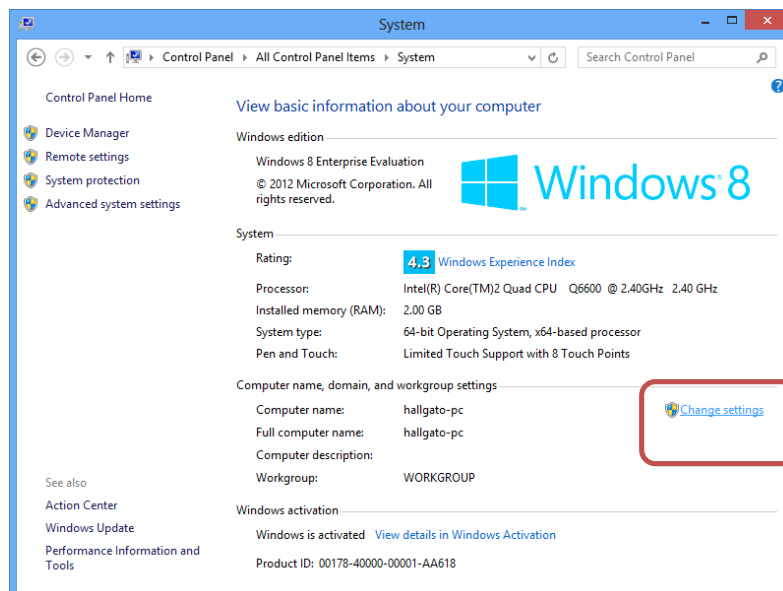 System
Control Panel All Control Panel Items System
Search Control Panel
Control Panel Home
Device Manager
Remote settings
System protection
Advanced system settings
View basic information about your computer
Windows edition
Windows 8 Enterprise Evaluation
© 2012 Microsoft Corporation. All
rights reserved.
Windows 8
System
Rating: 4.3 Windows Experience Index
Processor: Intel(R) Core(TM)2 Quad CPU Q6600 @ 2.40GHz 2.40 GHz
Installed memory (RAM): 2.00 GB
System type: 64-bit Operating System, x64-based processor
Pen and Touch: Limited Touch Support with 8 Touch Points
Computer name, domain, and workgroup settings
Computer name: hallgato-pc Change settings
Full computer name: hallgato-pc
Computer description:
Workgroup: WORKGROUP
Windows activation
Windows is activated View details in Windows Activation
Product ID: 00178-40000-00001-AA618
See also
Action Center
Windows Update
Performance Information and
Tools